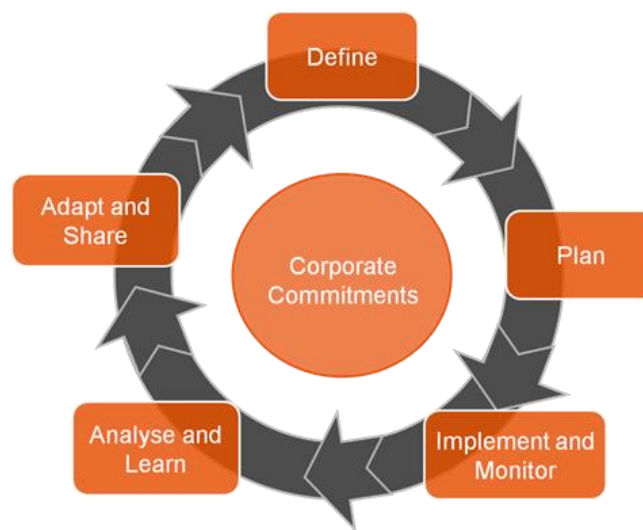 Define
Plan
Implement and
Monitor
Analyse and
Learn
Adapt and
Share
Corporate
Commitments